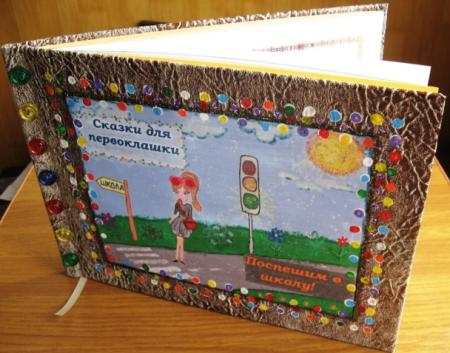 Сказки для
первоклашки
ШКОЛА
Поспешим в
школу!